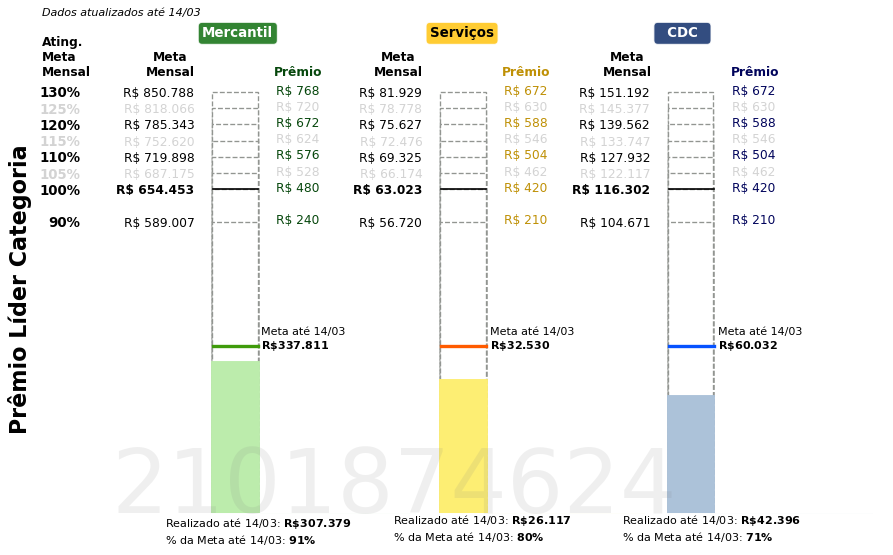 Dados atualizados até 14/03
Mercantil Serviços CDC
Ating.
Meta Meta Meta Meta
Mensal Mensal Prêmio Mensal Prêmio Mensal Prêmio
130% R$ 850.788 R$ 768 R$ 81.929 R$ 672 R$ 151.192 R$ 672
125% R$ 818.066 R$ 720 R$ 78.778 R$ 630 R$ 145.377 R$ 630
120% R$ 785.343 R$ 672 R$ 75.627 R$ 588 R$ 139.562 R$ 588
115% R$ 752.620 R$ 624 R$ 72.476 R$ 546 R$ 133.747 R$ 546
110% R$ 719.898 R$ 576 R$ 69.325 R$ 504 R$ 127.932 R$ 504
105% R$ 687.175 R$ 528 R$ 66.174 R$ 462 R$ 122.117 R$ 462
100% R$ 654.453 R$ 480 R$ 63.023 R$ 420 R$ 116.302 R$ 420
90% R$ 589.007 R$ 240 R$ 56.720 R$ 210 R$ 104.671 R$ 210
Prêmio Líder Categoria
Meta até 14/03 Meta até 14/03 Meta até 14/03
R$337.811 R$32.530 R$60.032
2101874624
Realizado até 14/03: R$307.379 Realizado até 14/03: R$26.117 Realizado até 14/03: R$42.396
% da Meta até 14/03: 91% % da Meta até 14/03: 80% % da Meta até 14/03: 71%